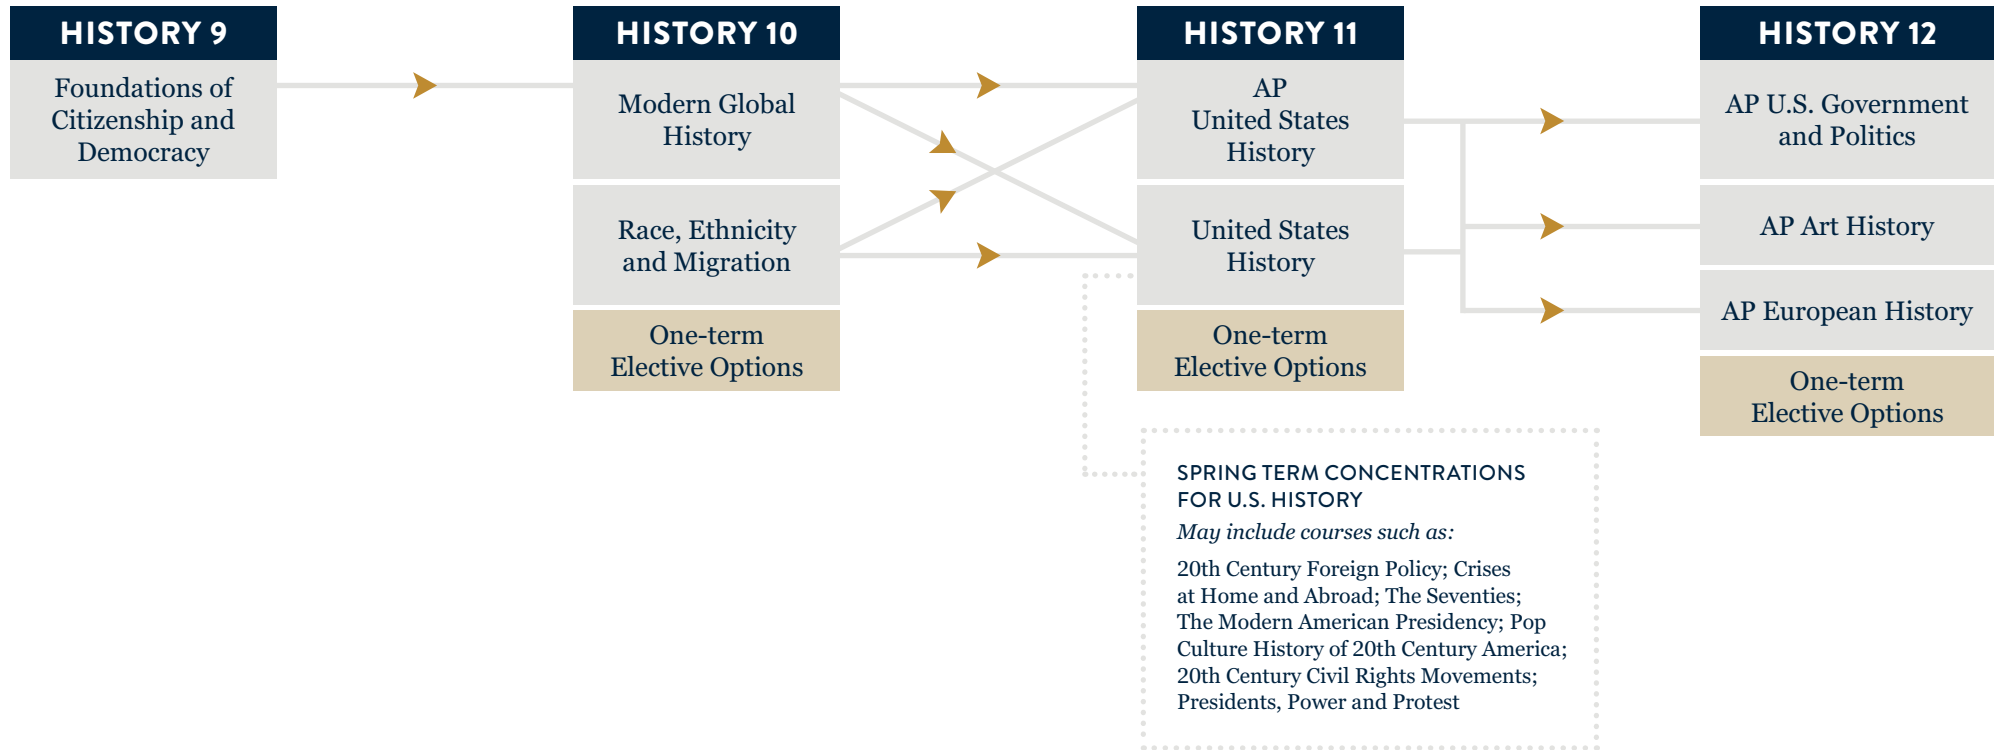 HISTORY 9
Foundations of
Citizenship and
Democracy
HISTORY 10
Modern Global
History
Race, Ethnicity
and Migration
One-term
Elective Options
HISTORY 11
AP
United States
History
United States
History
One-term
Elective Options
SPRING TERM CONCENTRATIONS
FOR U.S. HISTORY
May include courses such as:
20th Century Foreign Policy; Crises
at Home and Abroad; The Seventies;
The Modern American Presidency; Pop
Culture History of 20th Century America;
20th Century Civil Rights Movements;
Presidents, Power and Protest
HISTORY 12
AP U.S. Government
and Politics
AP Art History
AP European History
One-term
Elective Options